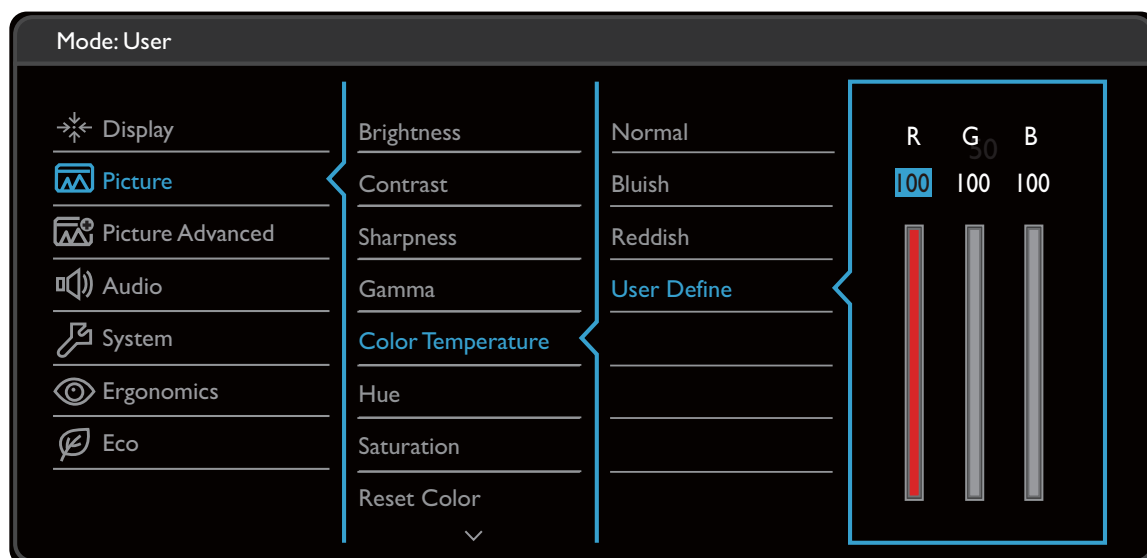 Mode: User
Display
Picture
Picture Advanced
Audio
System
Ergonomics
Eco
Brightness
Contrast
Sharpness
Gamma
Color Temperature
Hue
Saturation
Reset Color
Normal
Bluish
Reddish
User Define
R G B
50
100 100 100